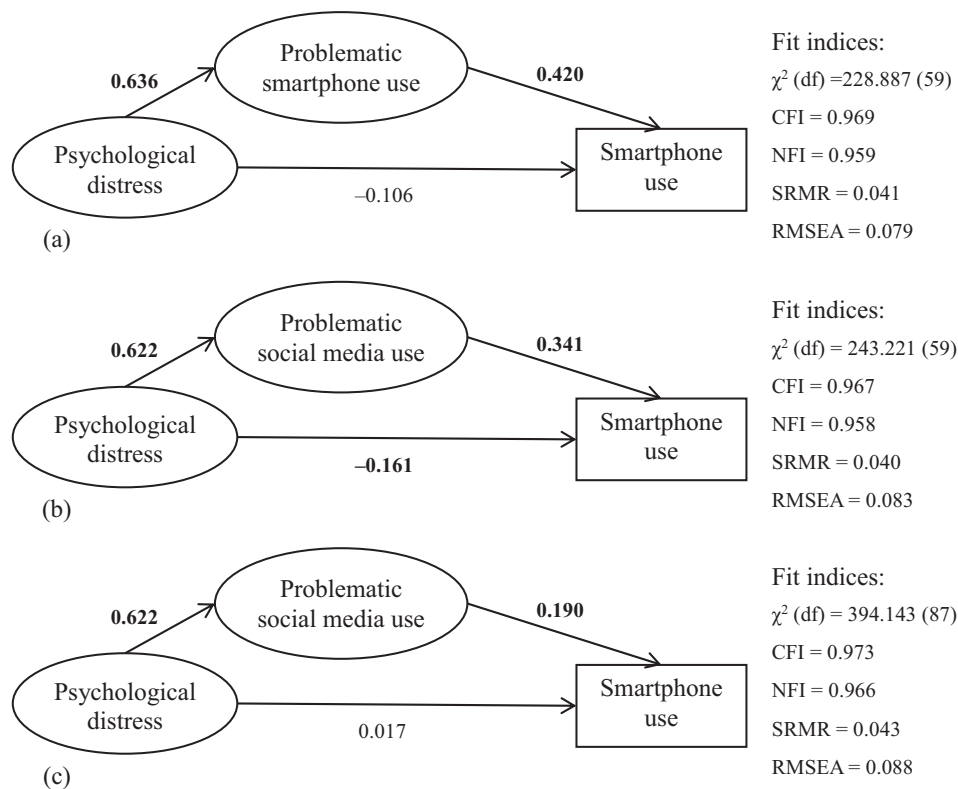 Problematic
smartphone use
0.636
0.420
Psychological
distress
Smartphone
use
–0.106
(a)
Fit indices:
χ² (df) =228.887 (59)
CFI = 0.969
NFI = 0.959
SRMR = 0.041
RMSEA = 0.079
Problematic
social media use
0.622
0.341
Psychological
distress
Smartphone
use
–0.161
(b)
Fit indices:
χ² (df) = 243.221 (59)
CFI = 0.967
NFI = 0.958
SRMR = 0.040
RMSEA = 0.083
Problematic
social media use
0.622
0.190
Psychological
distress
Smartphone
use
0.017
(c)
Fit indices:
χ² (df) = 394.143 (87)
CFI = 0.973
NFI = 0.966
SRMR = 0.043
RMSEA = 0.088